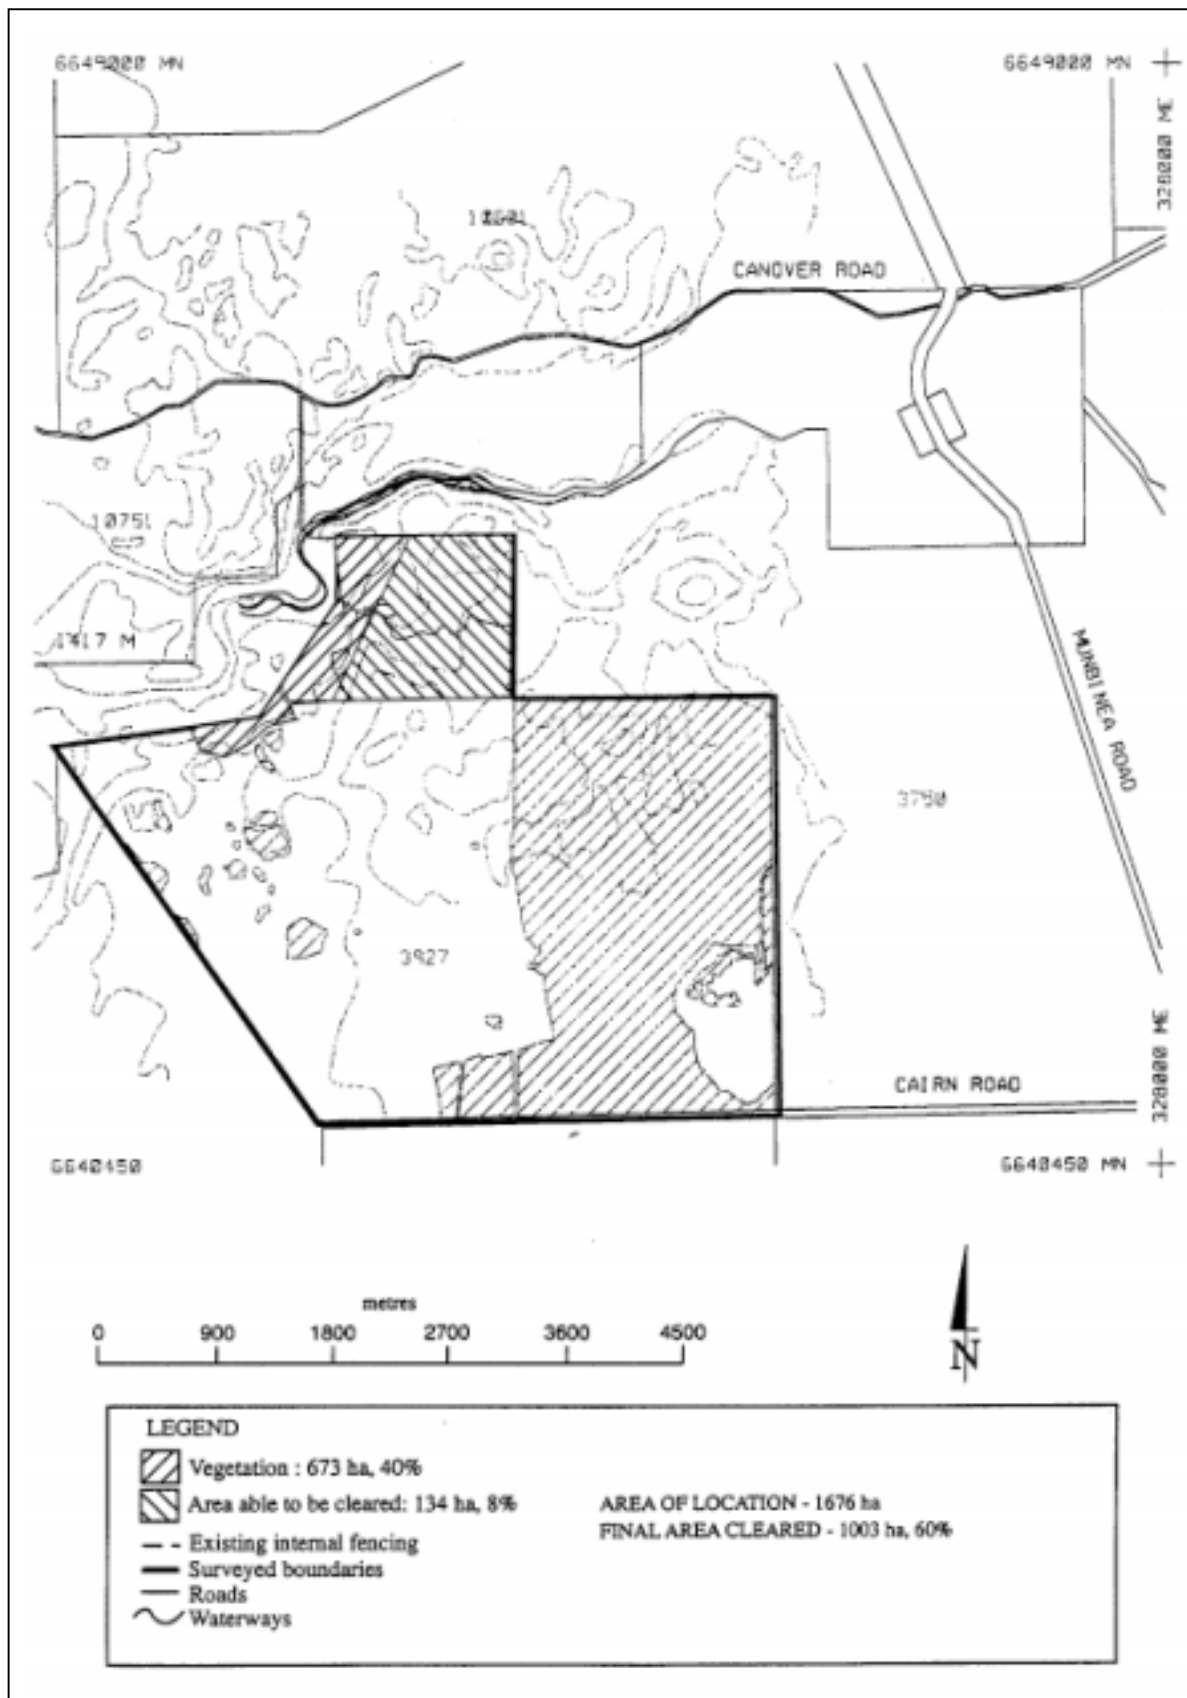 6649000 MN
6649000 MN
328000 ME
CANOVER ROAD
10751
1417 M
MUNBINEA ROAD
3750
3927
CAIRN ROAD
328000 ME
6640450
6640450 MN
metres
0 900 1800 2700 3600 4500
N
LEGEND
Vegetation : 673 ha, 40%
Area able to be cleared: 134 ha, 8%
Existing internal fencing
Surveyed boundaries
Roads
Waterways
AREA OF LOCATION - 1676 ha
FINAL AREA CLEARED - 1003 ha, 60%